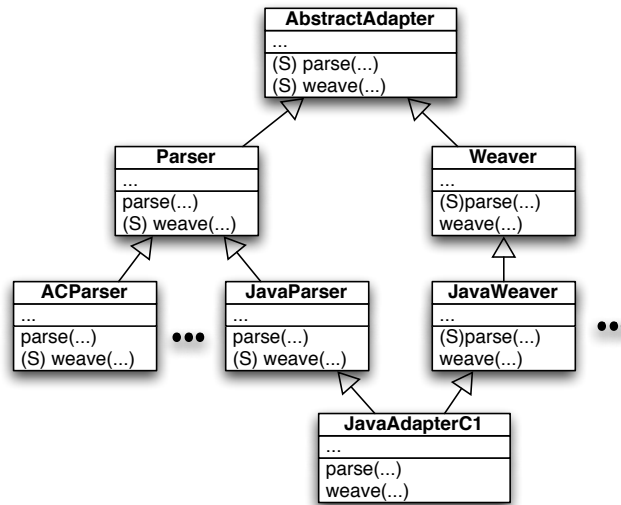 AbstractAdapter
...
(S) parse(...)
(S) weave(...)
Parser
...
parse(...)
(S) weave(...)
Weaver
...
(S)parse(...)
weave(...)
ACParser
...
parse(...)
(S) weave(...)
•••
JavaParser
...
parse(...)
(S) weave(...)
JavaWeaver
...
(S)parse(...)
weave(...)
••
JavaAdapterC1
...
parse(...)
weave(...)